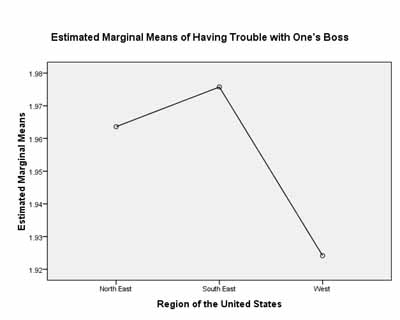 Estimated Marginal Means of Having Trouble with One's Boss
Estimated Marginal Means
1.98
1.97
1.96
1.95
1.94
1.93
1.92
North East South East West
Region of the United States